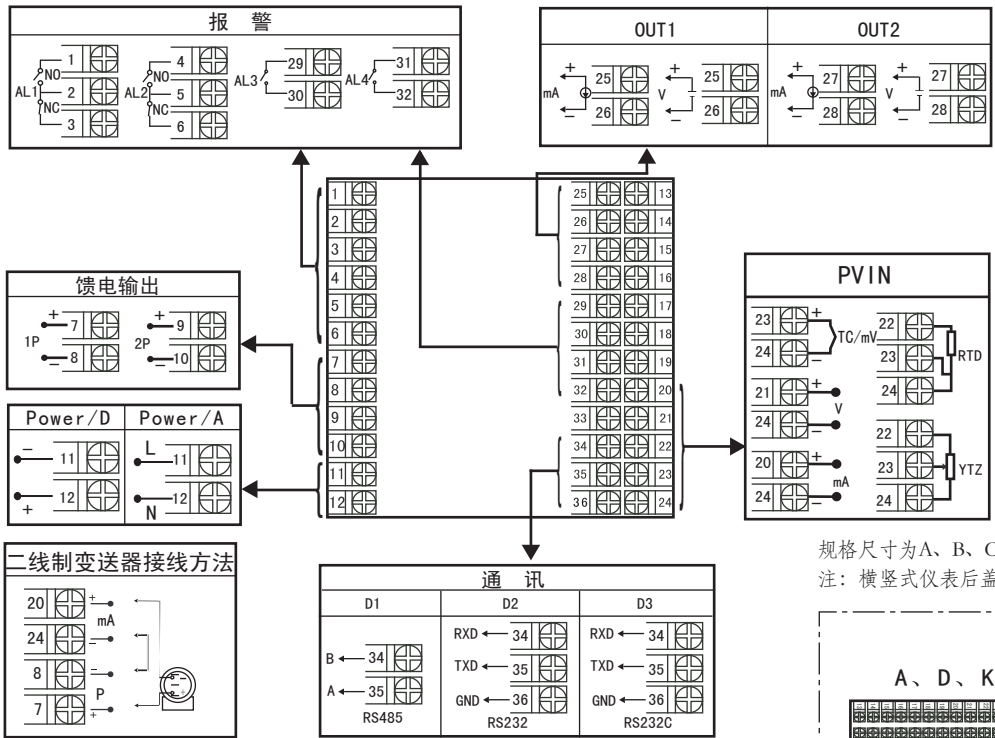 报 警
1
NO
AL1
2
NC
3
4
NO
AL2
5
NC
6
AL3
29
30
AL4
31
32
OUT1
OUT2
+
mA
−
25
26
+
V
−
25
26
+
mA
−
27
28
+
V
−
27
28
1
2
3
4
5
6
7
8
9
10
11
12
25 13
26 14
27 15
28 16
29 17
30 18
31 19
32 20
33 21
34 22
35 23
36 24
馈电输出
+
7
1P
8
−
+
9
2P
10
−
Power/D
Power/A
−
11
12
+
L
11
12
N
二线制变送器接线方法
20 +
mA
24 −
8 −
P
7 +
PVIN
23 +
TC/mV
24 −
21 +
V
24 −
20 +
mA
24 −
22
23
RTD
24
22
23
YTZ
24
通 讯
D1
D2
D3
B 34
A 35
RS485
RXD 34
TXD 35
GND 36
RS232
RXD 34
TXD 35
GND 36
RS232C
规格尺寸为A、B、C
注：横竖式仪表后盖
A、D、K